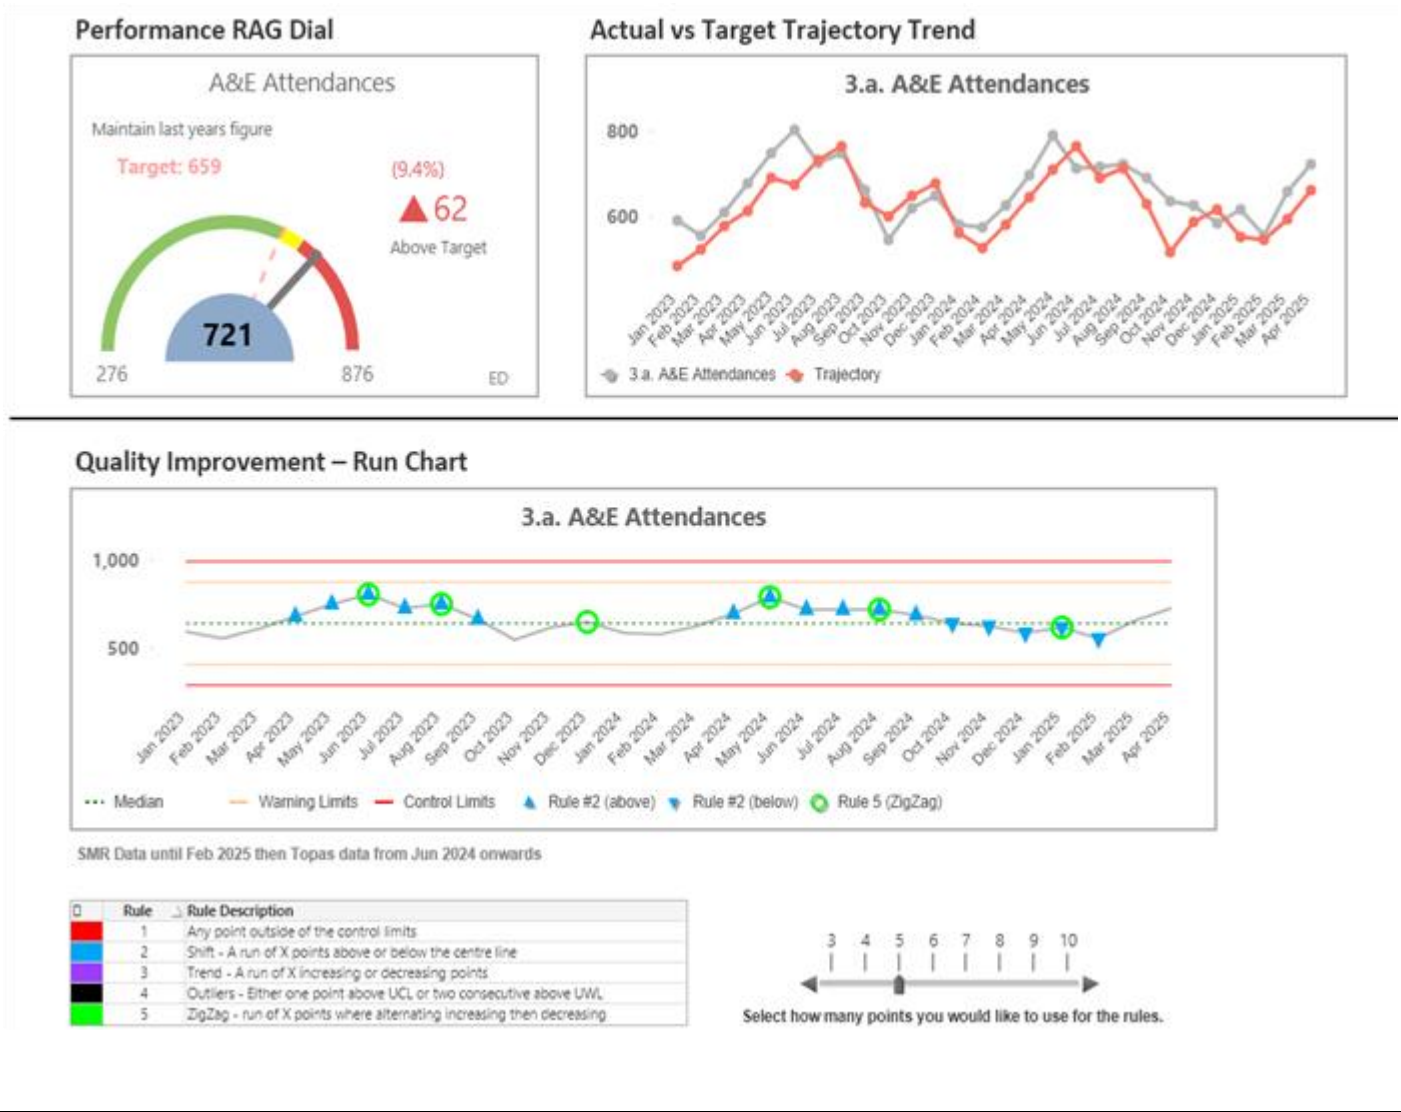 Performance RAG Dial
A&E Attendances
Maintain last years figure
Target: 659
(9.4%)
62
Above Target
721
276
876
ED
Actual vs Target Trajectory Trend
3.a. A&E Attendances
800
600
Jan 2023
Feb 2023
Mar 2023
Apr 2023
May 2023
Jun 2023
Jul 2023
Aug 2023
Sep 2023
Oct 2023
Nov 2023
Dec 2023
Jan 2024
Feb 2024
Mar 2024
Apr 2024
May 2024
Jun 2024
Jul 2024
Aug 2024
Sep 2024
Oct 2024
Nov 2024
Dec 2024
Jan 2025
Feb 2025
Mar 2025
Apr 2025
3.a. A&E Attendances Trajectory
Quality Improvement – Run Chart
3.a. A&E Attendances
1,000
500
Jan 2023
Feb 2023
Mar 2023
Apr 2023
May 2023
Jun 2023
Jul 2023
Aug 2023
Sep 2023
Oct 2023
Nov 2023
Dec 2023
Jan 2024
Feb 2024
Mar 2024
Apr 2024
May 2024
Jun 2024
Jul 2024
Aug 2024
Sep 2024
Oct 2024
Nov 2024
Dec 2024
Jan 2025
Feb 2025
Mar 2025
Apr 2025
Median Warning Limits Control Limits Rule #2 (above) Rule #2 (below) Rule 5 (ZigZag)
SMR Data until Feb 2025 then Topas data from Jun 2024 onwards
Rule Rule Description
1 Any point outside of the control limits
2 Shift - A run of X points above or below the centre line
3 Trend - A run of X increasing or decreasing points
4 Outliers - Either one point above UCL or two consecutive above UWL
5 ZigZag - run of X points where alternating increasing then decreasing
3 4 5 6 7 8 9 10
Select how many points you would like to use for the rules.